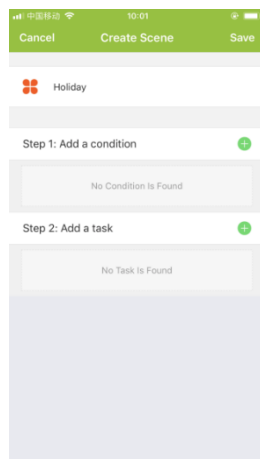 中国移动 10:01
Cancel Create Scene Save
Holiday
Step 1: Add a condition
No Condition is Found
Step 2: Add a task
No Task is Found